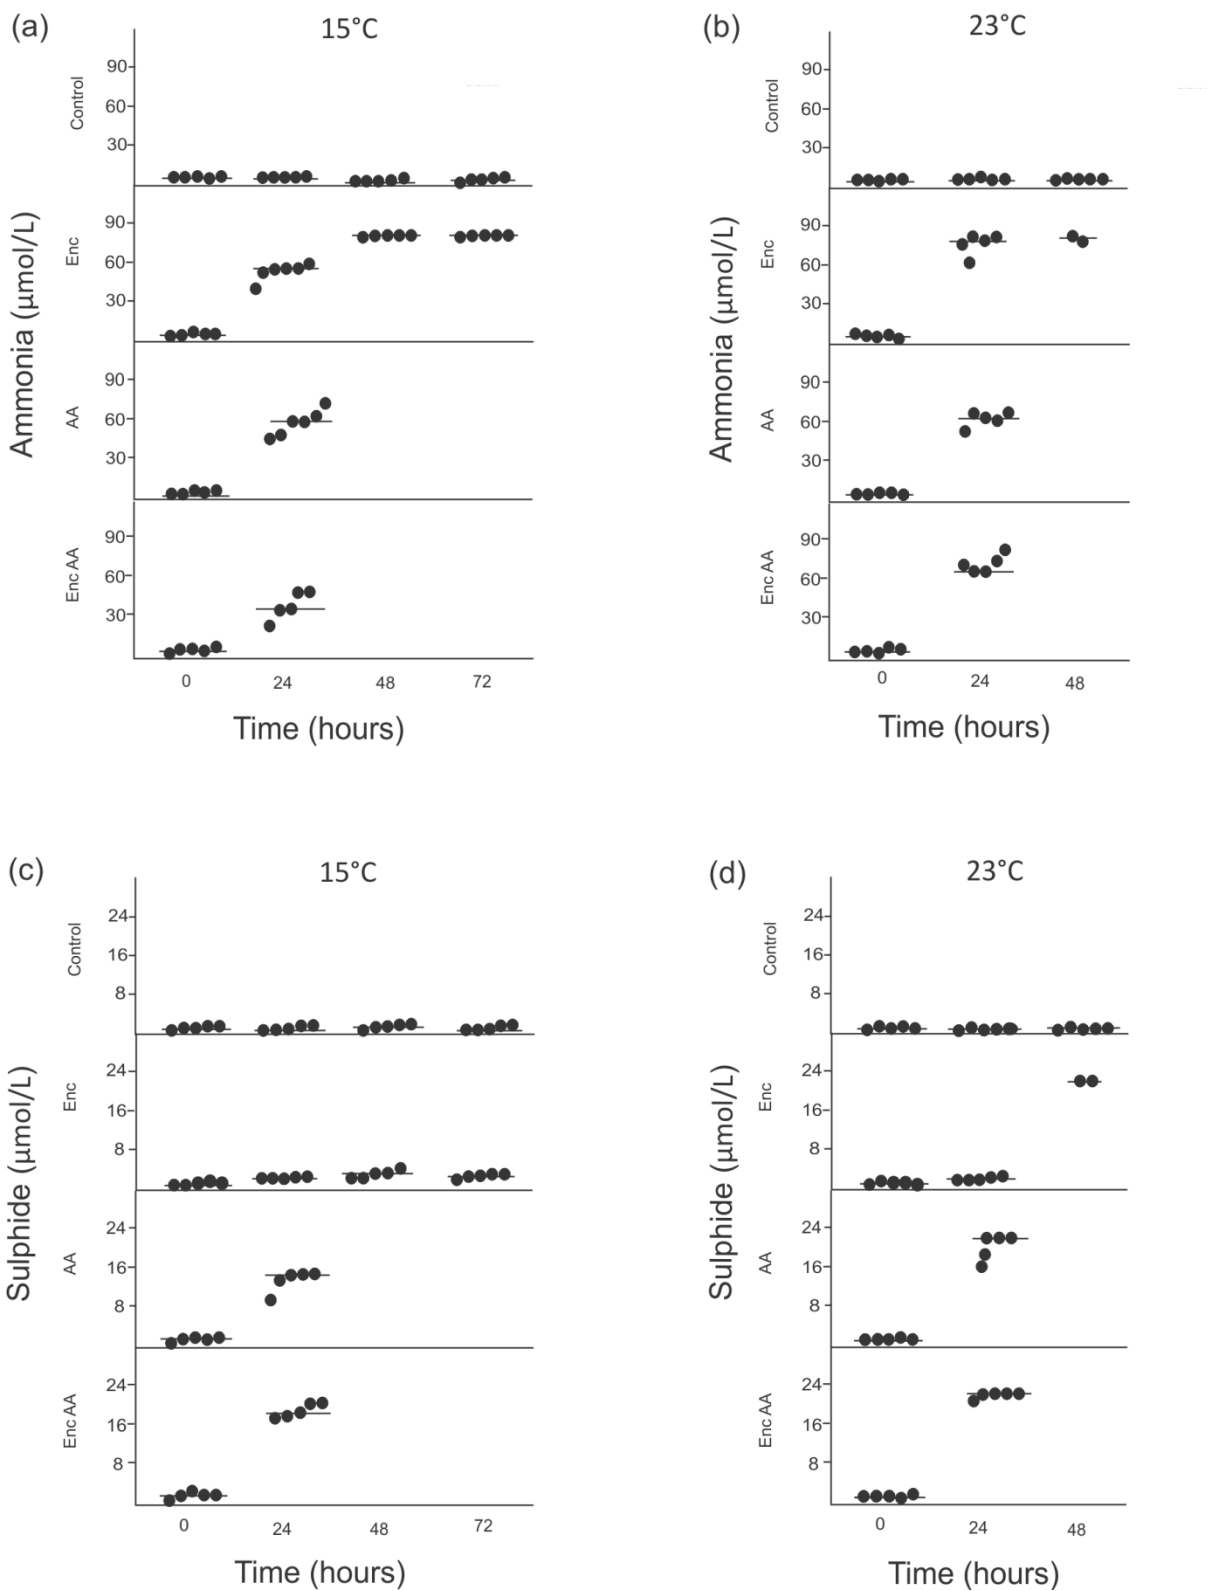 (a)
15°C
Ammonia (μmol/L)
Control
90
60
30
Enc
90
60
30
AA
90
60
30
Enc AA
90
60
30
0
24
48
72
Time (hours)
(b)
23°C
Ammonia (μmol/L)
Control
90
60
30
Enc
90
60
30
AA
90
60
30
Enc AA
90
60
30
0
24
48
Time (hours)
(c)
15°C
Sulphide (μmol/L)
Control
24
16
8
Enc
24
16
8
AA
24
16
8
Enc AA
24
16
8
0
24
48
72
Time (hours)
(d)
23°C
Sulphide (μmol/L)
Control
24
16
8
Enc
24
16
8
AA
24
16
8
Enc AA
24
16
8
0
24
48
Time (hours)